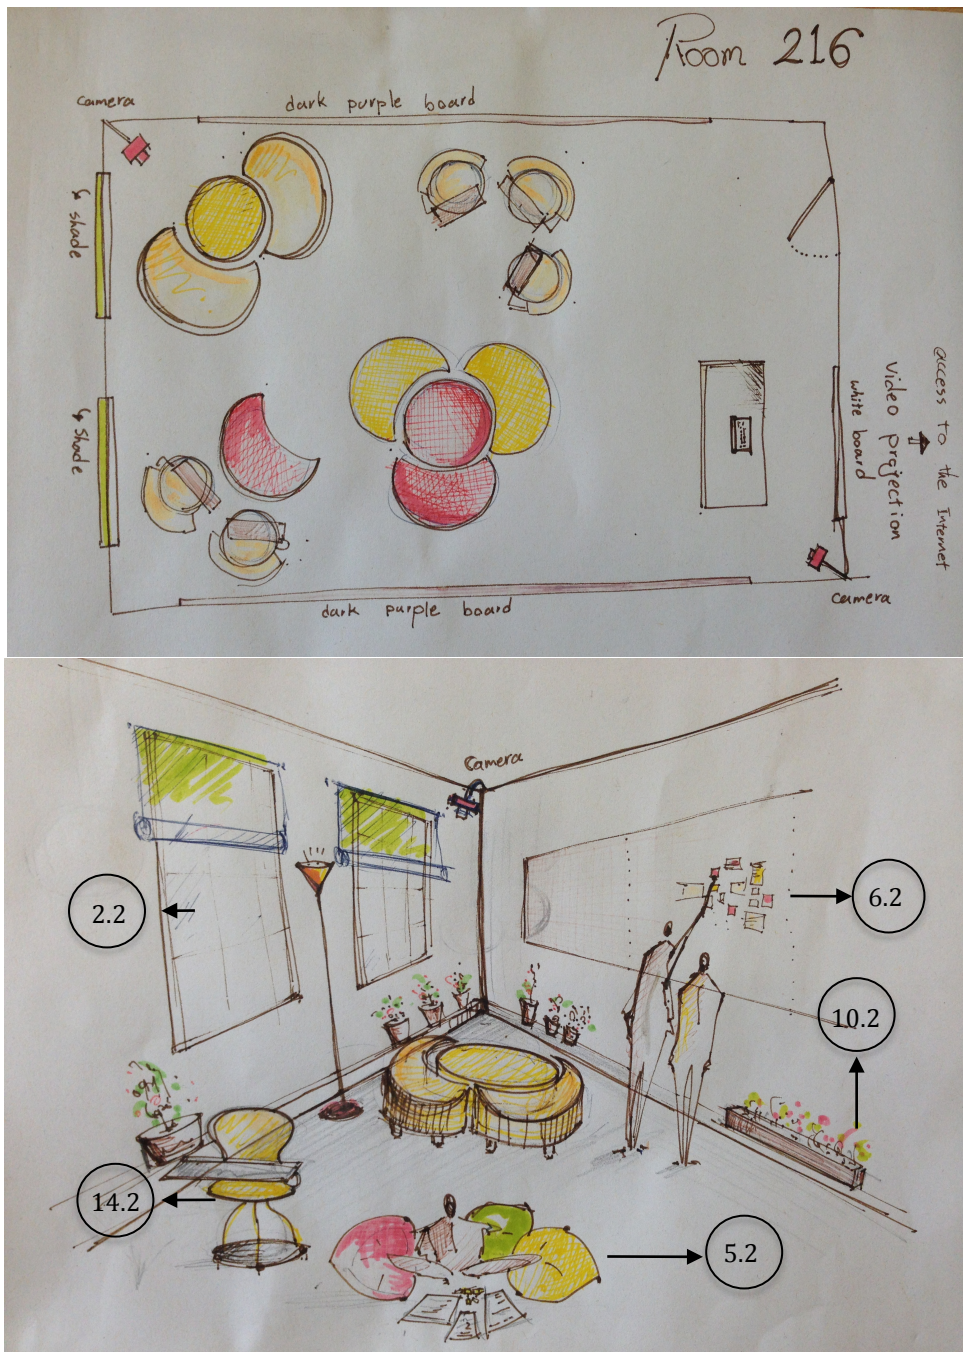 Room 216
camera
dark purple board
shade
shade
access to the Internet
video projection
white board
dark purple board
camera
Camera
2.2
6.2
10.2
14.2
5.2